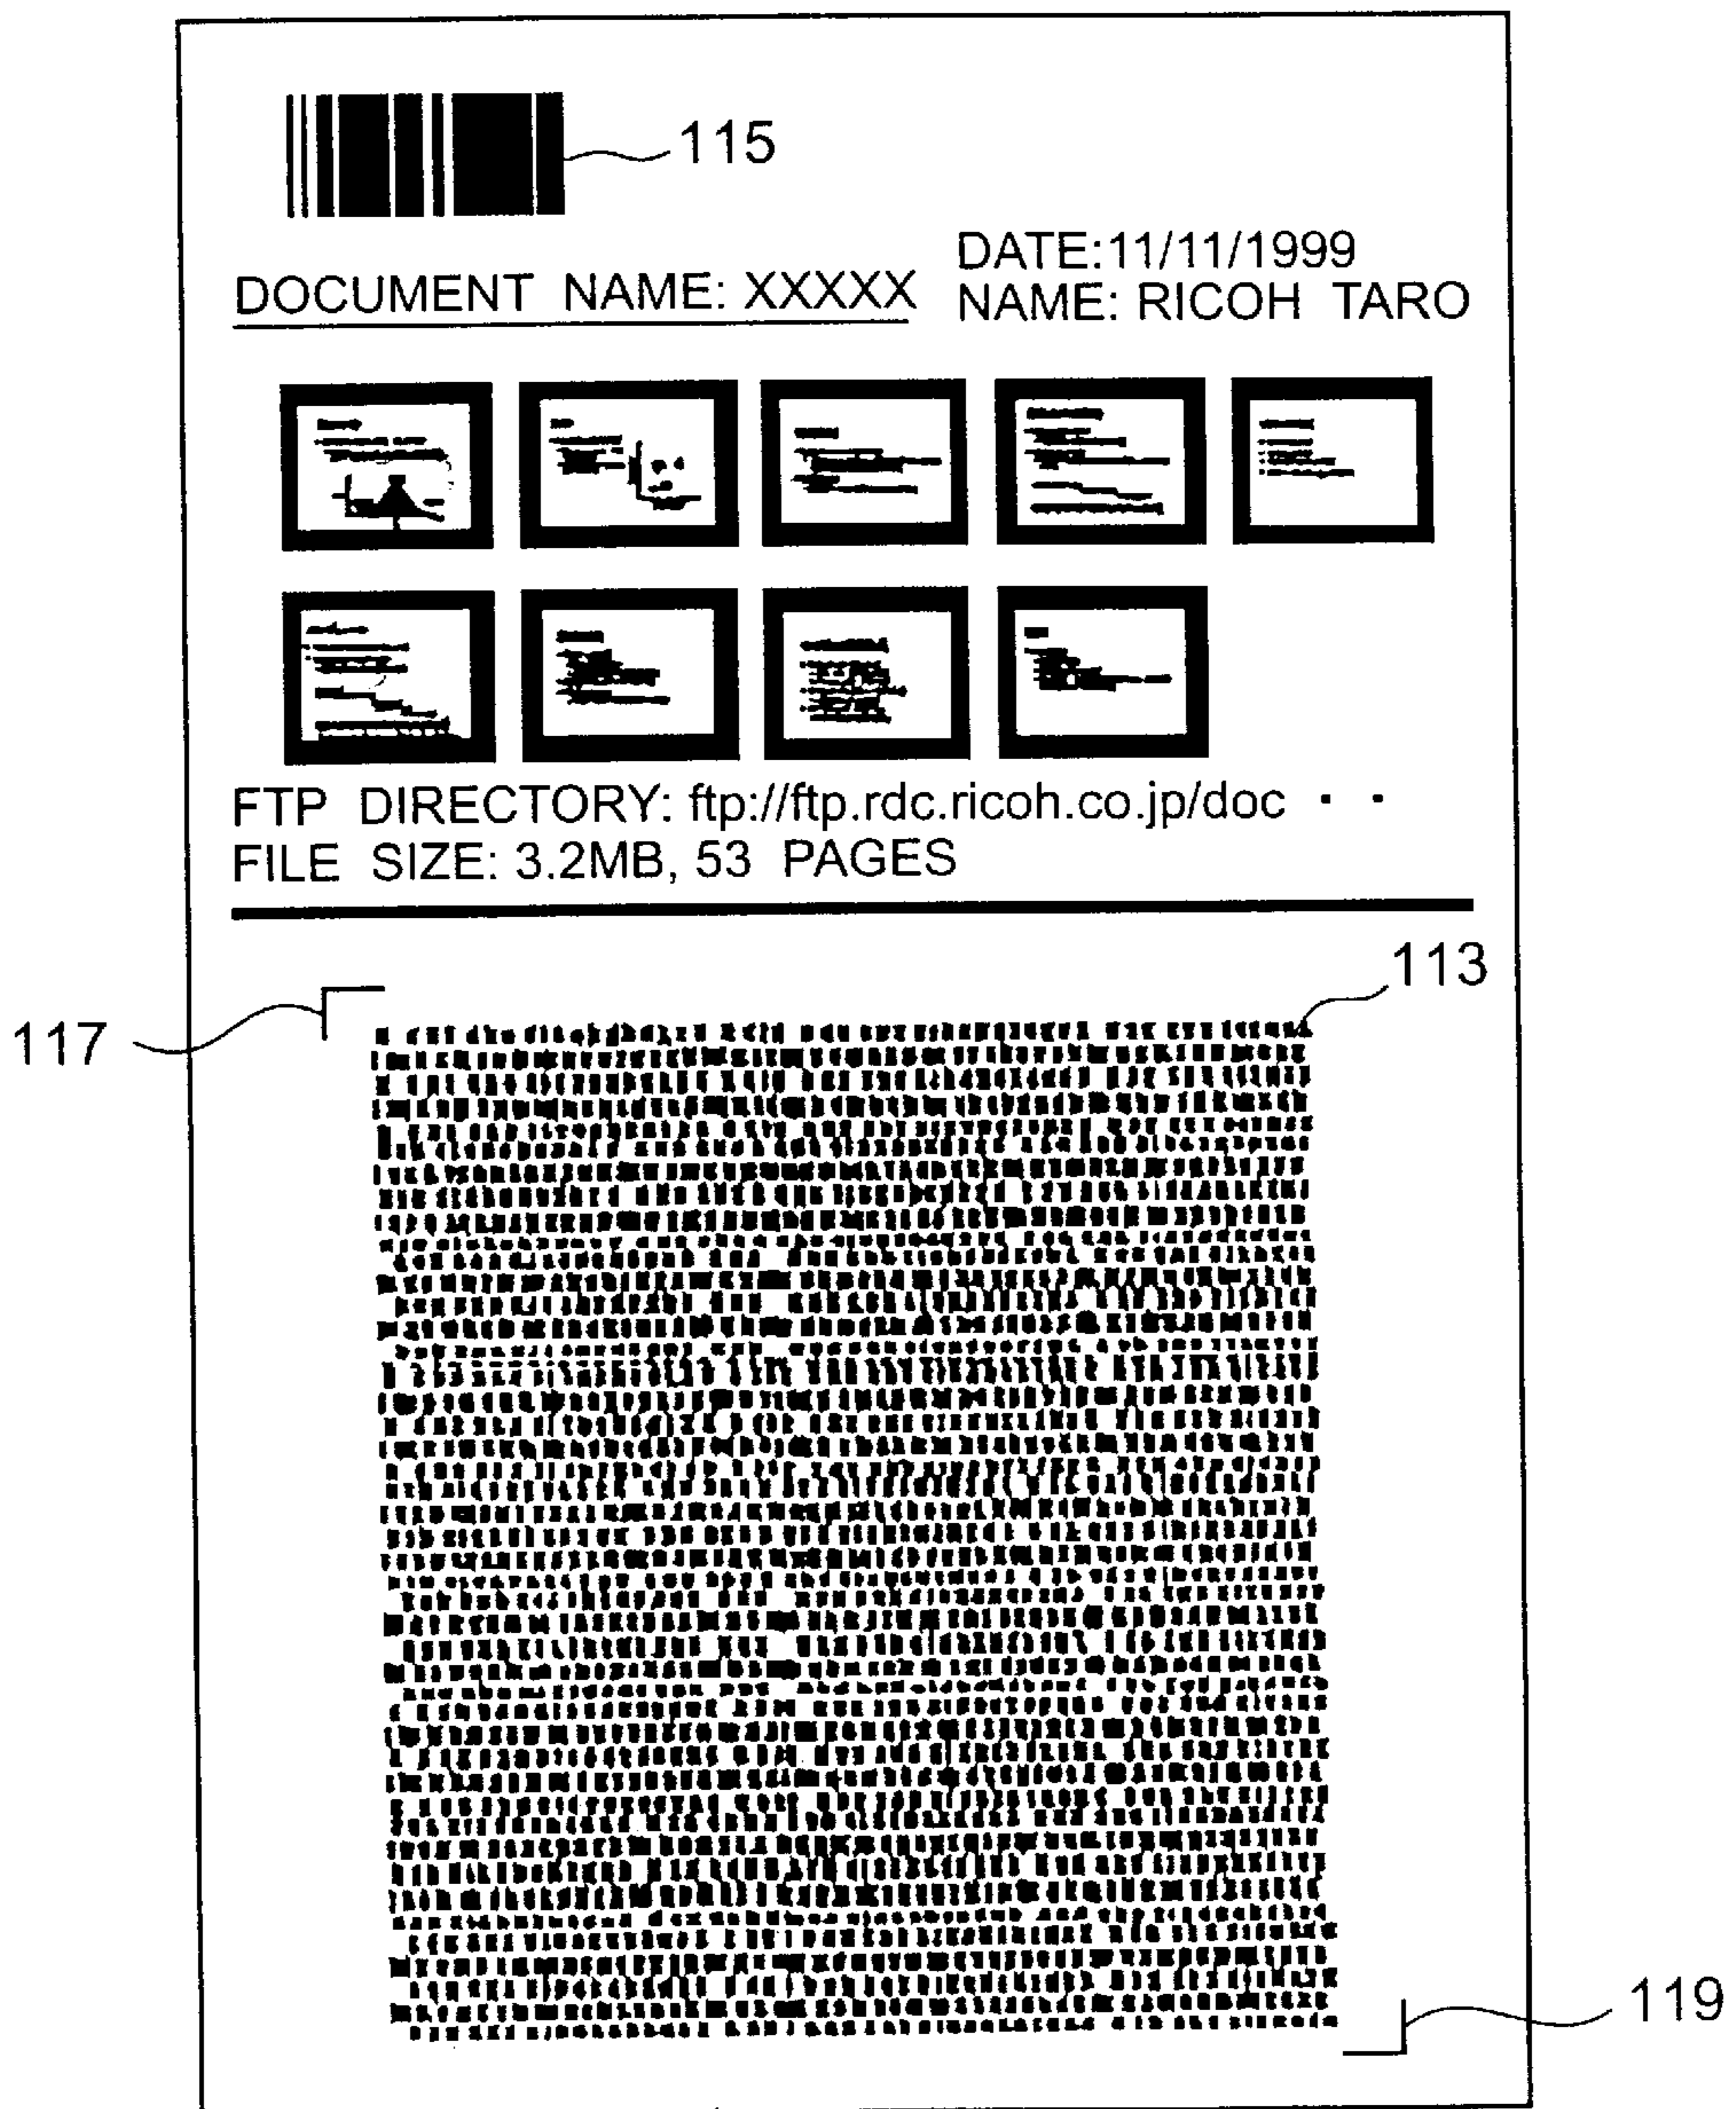 115
DATE:11/11/1999
DOCUMENT NAME: XXXXX
NAME: RICOH TARO
FTP DIRECTORY: ftp://ftp.rdc.ricoh.co.jp/doc · ·
FILE SIZE: 3.2MB, 53 PAGES
113
117
119